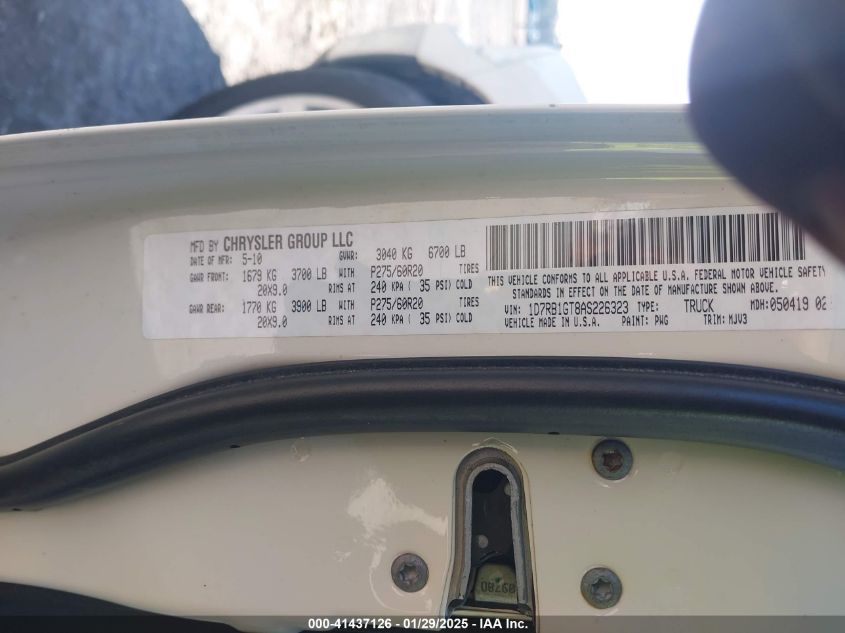 MFD BY CHRYSLER GROUP LLC
DATE OF MFR: 5-10 GVWR: 3040 KG 6700 LB
GAWR FRONT: 1679 KG 3700 LB WITH P275/60R20 TIRES
20X9.0 RIMS AT 240 KPA ( 35 PSI) COLD
GAWR REAR: 1770 KG 3900 LB WITH P275/60R20 TIRES
20X9.0 RIMS AT 240 KPA ( 35 PSI) COLD
THIS VEHICLE CONFORMS TO ALL APPLICABLE U.S.A. FEDERAL MOTOR VEHICLE SAFETY
STANDARDS IN EFFECT ON THE DATE OF MANUFACTURE SHOWN ABOVE.
VIN: 1D7RB1GT8AS226323 TYPE: TRUCK MDH: 050419 02
VEHICLE MADE IN U.S.A. PAINT: PWG TRIM: MJV3
000-41437126 - 01/29/2025 - IAA Inc.